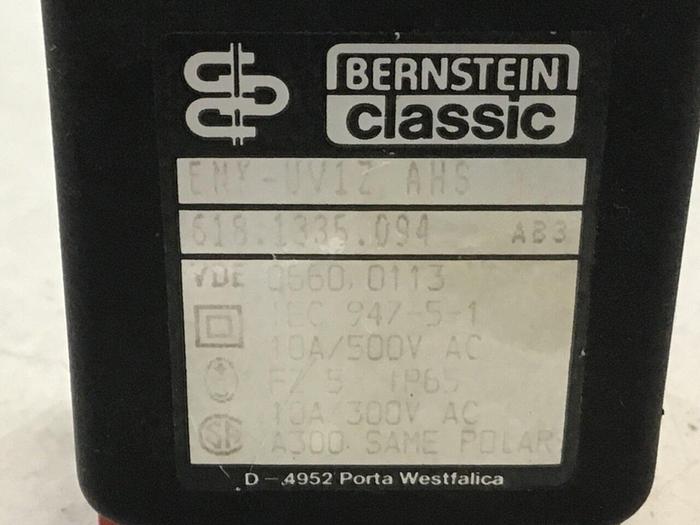 BERNSTEIN
classic
ENM-UV1Z AHS
618.1335.094 AB3
VDE 0660.0113
IEC 947-5-1
10A/500V AC
FZ 5 IP65
10A/300V AC
A300 SAME POLAR
D-4952 Porta Westfalica